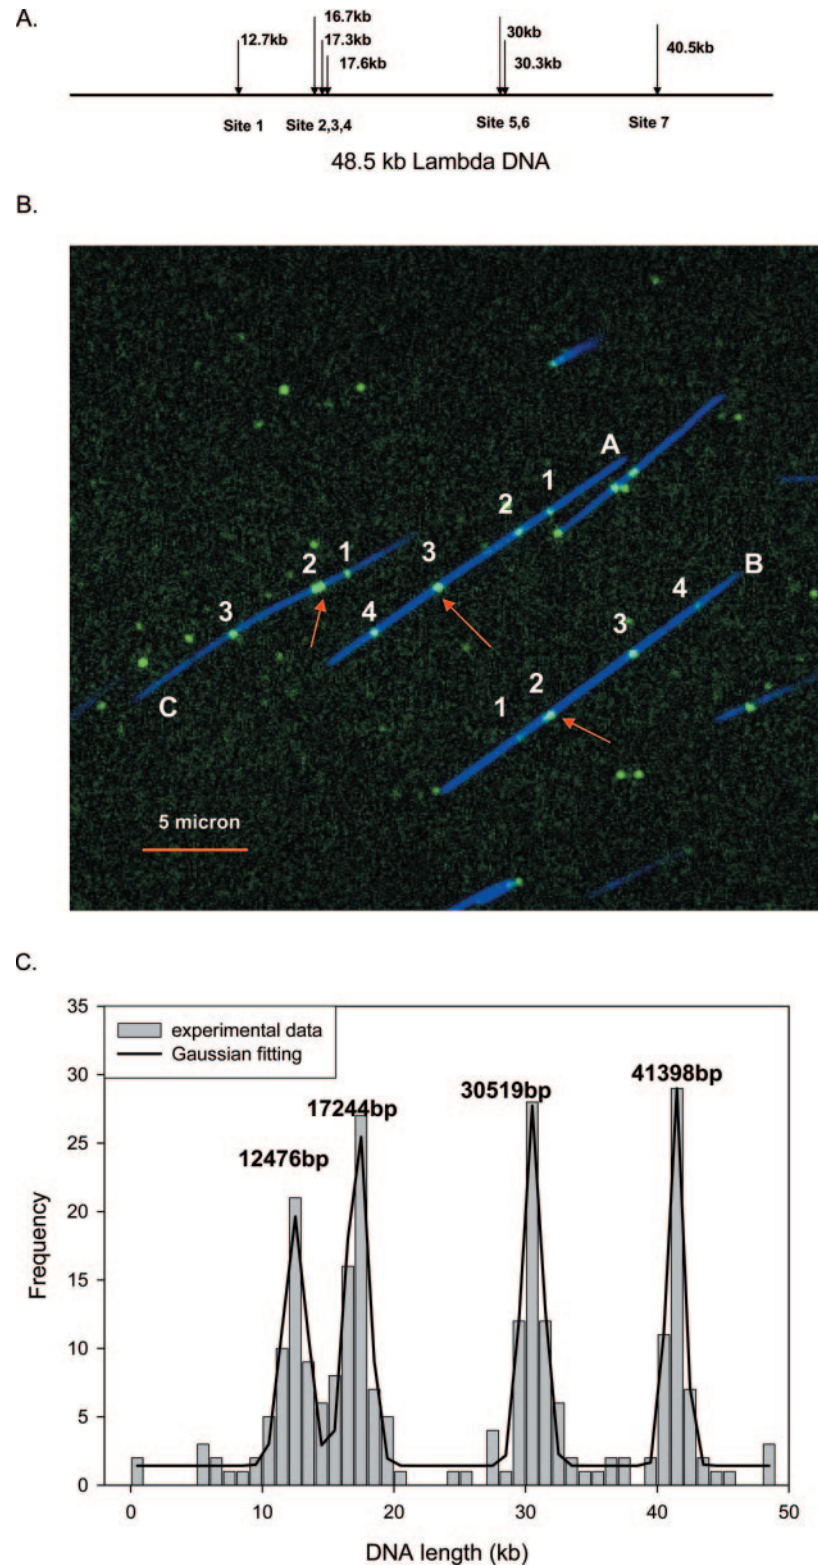 A.
16.7kb
12.7kb 17.3kb 30kb 40.5kb
17.6kb 30.3kb
Site 1 Site 2,3,4 Site 5,6 Site 7
48.5 kb Lambda DNA
B.
A
1
2
3
4
1
2
3
C
B
4
3
2
1
5 micron
C.
experimental data
Gaussian fitting
12476bp
17244bp
30519bp
41398bp
35
30
25
20
15
10
5
0
Frequency
0 10 20 30 40 50
DNA length (kb)